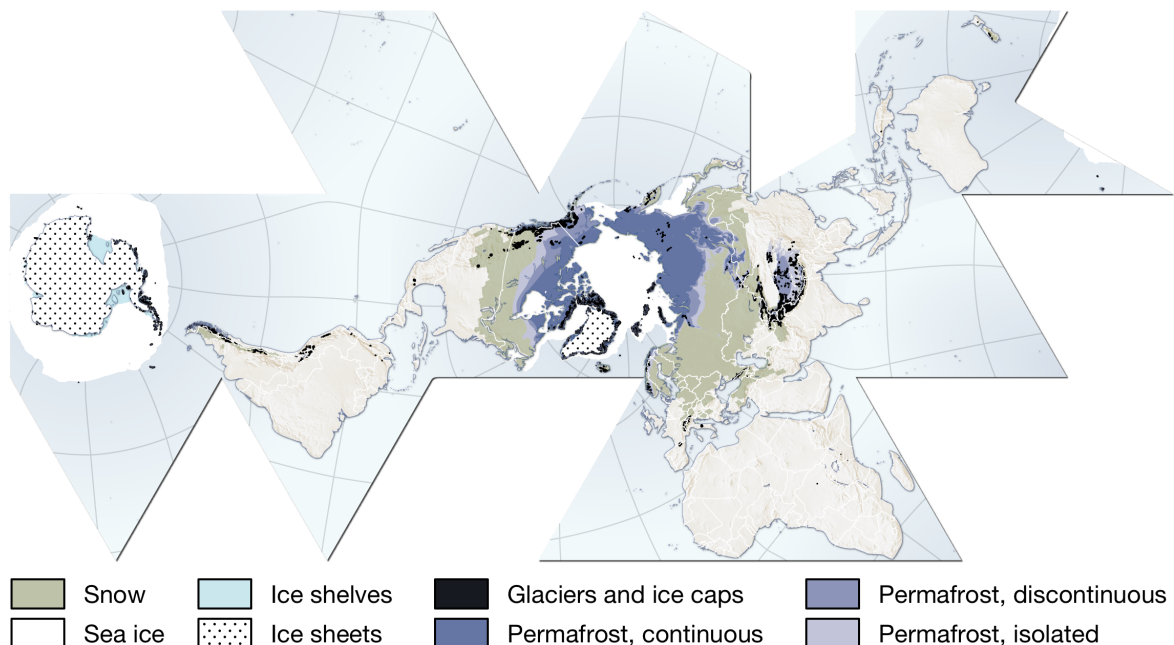 Snow
Ice shelves
Glaciers and ice caps
Permafrost, discontinuous
Sea ice
Ice sheets
Permafrost, continuous
Permafrost, isolated